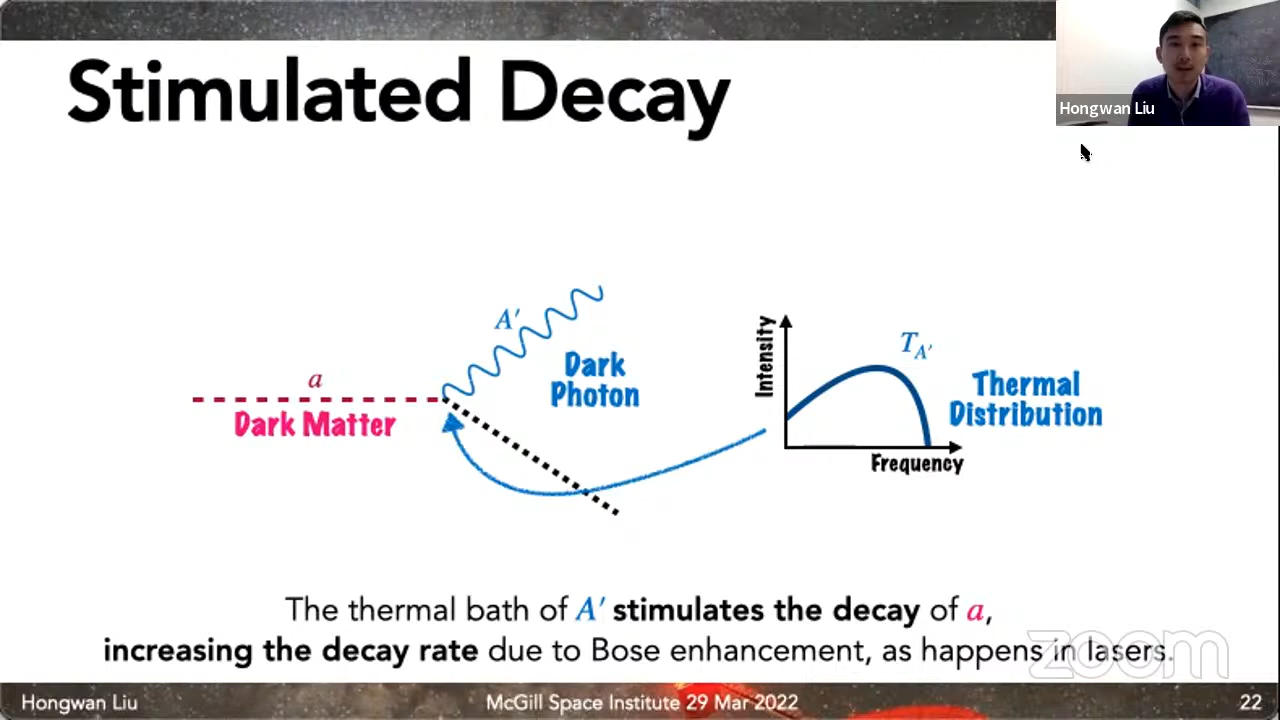 Stimulated Decay
Hongwan Liu
A′
Dark
Photon
a
Dark Matter
Intensity
T_A′
Thermal
Distribution
Frequency
The thermal bath of A′ stimulates the decay of a,
increasing the decay rate due to Bose enhancement, as happens in lasers.
zoom
Hongwan Liu
McGill Space Institute 29 Mar 2022
22